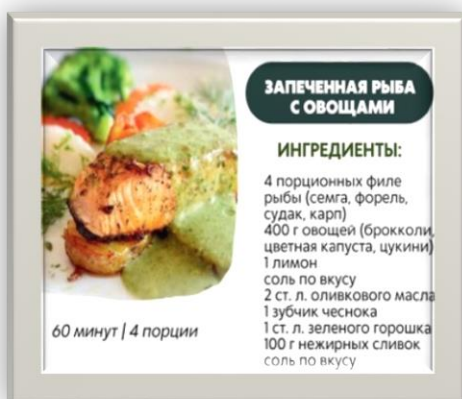 ЗАПЕЧЕННАЯ РЫБА
С ОВОЩАМИ
ИНГРЕДИЕНТЫ:
4 порционных филе
рыбы (семга, форель,
судак, карп)
400 г овощей (брокколи,
цветная капуста, цукини)
1 лимон
соль по вкусу
2 ст. л. оливкового масла
1 зубчик чеснока
1 ст. л. зеленого горошка
100 г нежирных сливок
соль по вкусу
60 минут | 4 порции